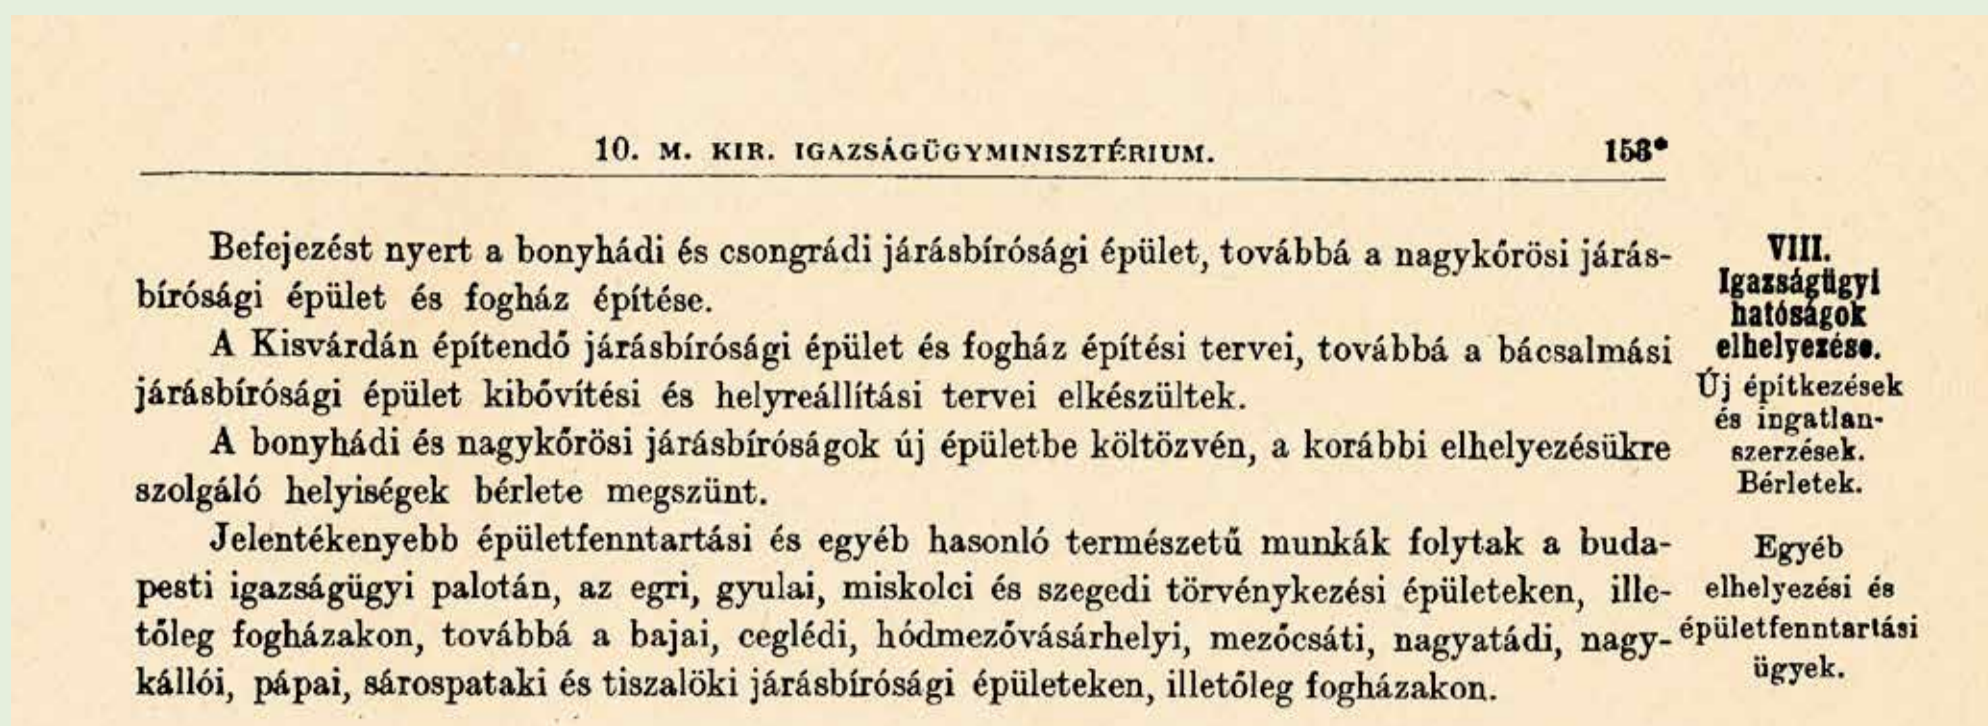 10. M. KIR. IGAZSÁGÜGYMINISZTÉRIUM. 153*
Befejezést nyert a bonyhádi és csongrádi járásbírósági épület, továbbá a nagykőrösi járás-
bírósági épület és fogház építése.
A Kisvárdán építendő járásbírósági épület és fogház építési tervei, továbbá a bácsalmási
járásbírósági épület kibővítési és helyreállítási tervei elkészültek.
A bonyhádi és nagykőrösi járásbíróságok új épületbe költözvén, a korábbi elhelyezésükre
szolgáló helyiségek bérlete megszünt.
Jelentékenyebb épületfenntartási és egyéb hasonló természetű munkák folytak a buda-
pesti igazságügyi palotán, az egri, gyulai, miskolci és szegedi törvénykezési épületeken, ille-
tőleg fogházakon, továbbá a bajai, ceglédi, hódmezővásárhelyi, mezőcsáti, nagyatádi, nagy-
kállói, pápai, sárospataki és tiszalöki járásbírósági épületeken, illetőleg fogházakon.
VIII.
Igazságügyi
hatóságok
elhelyezése.
Új építkezések
és ingatlan-
szerzések.
Bérletek.
Egyéb
elhelyezési és
épületfenntartási
ügyek.